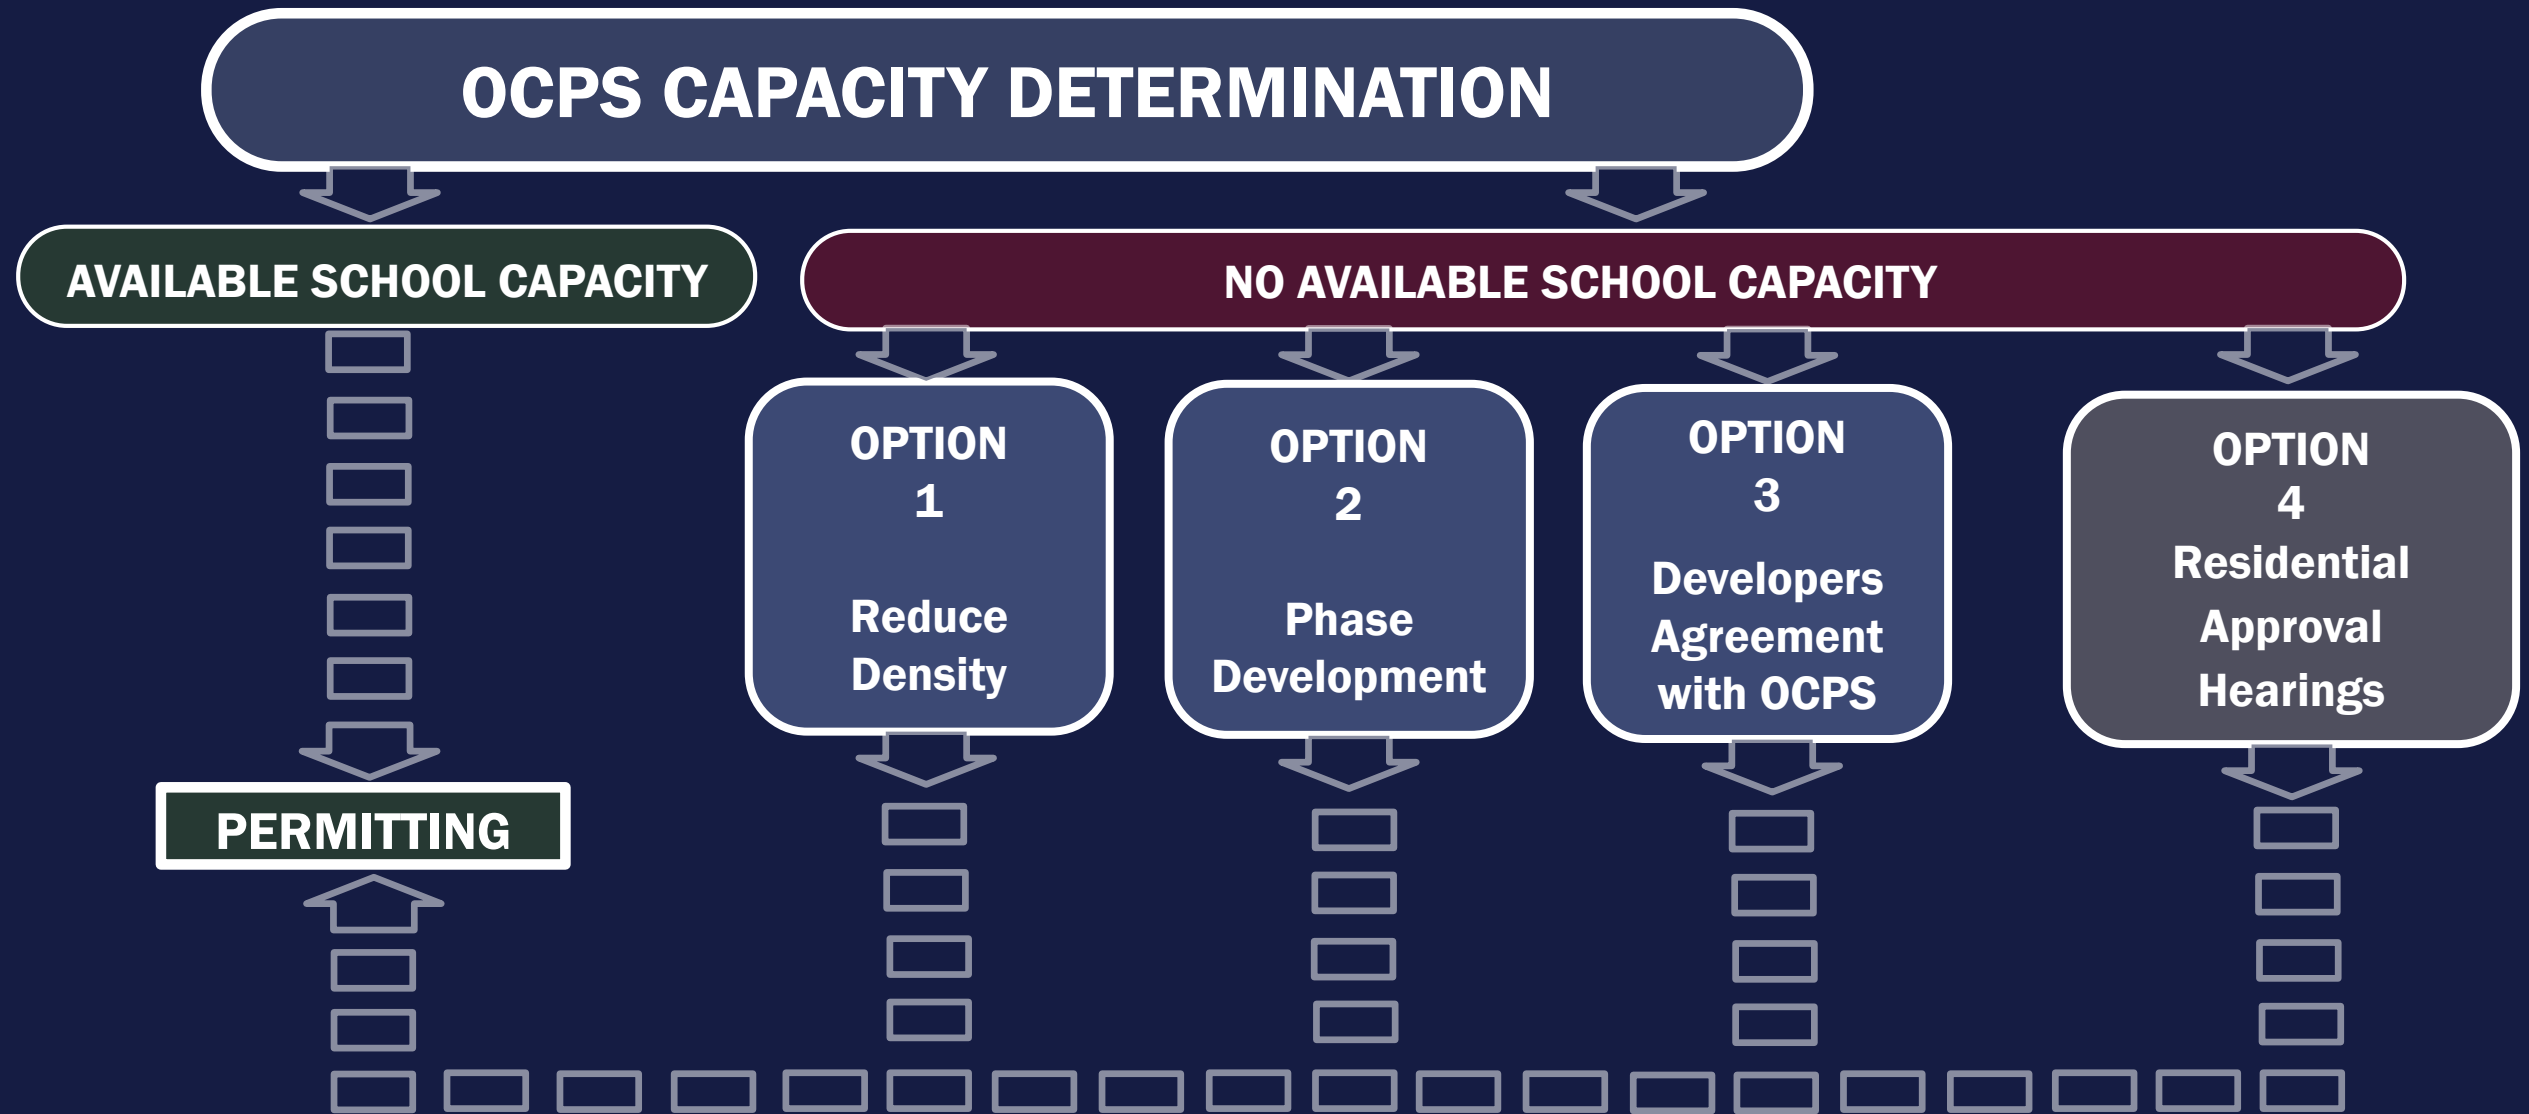 OCPS CAPACITY DETERMINATION
AVAILABLE SCHOOL CAPACITY
NO AVAILABLE SCHOOL CAPACITY
OPTION
1
Reduce
Density
OPTION
2
Phase
Development
OPTION
3
Developers
Agreement
with OCPS
OPTION
4
Residential
Approval
Hearings
PERMITTING